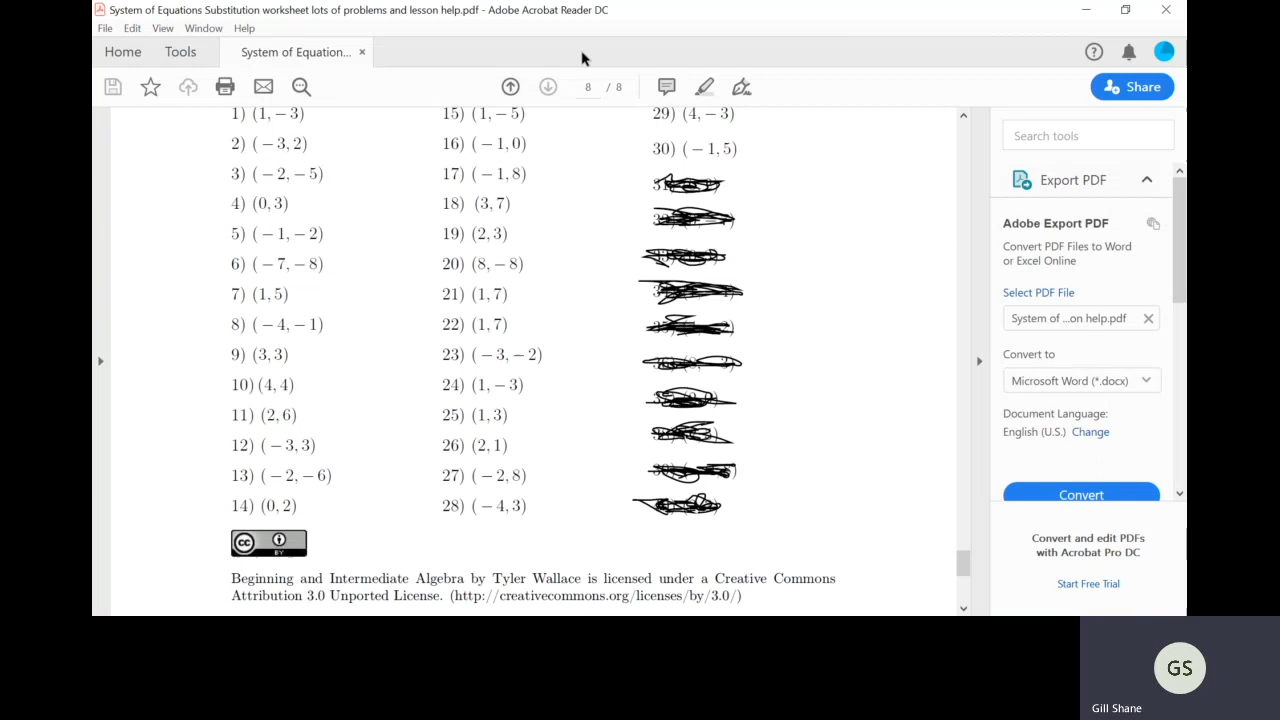 System of Equations Substitution worksheet lots of problems and lesson help.pdf - Adobe Acrobat Reader DC
File Edit View Window Help
Home Tools System of Equation... ×
8 / 8
Share
1) (1, − 3)
2) ( − 3, 2)
3) ( − 2, − 5)
4) (0, 3)
5) ( − 1, − 2)
6) ( − 7, − 8)
7) (1, 5)
8) ( − 4, − 1)
9) (3, 3)
10) (4, 4)
11) (2, 6)
12) ( − 3, 3)
13) ( − 2, − 6)
14) (0, 2)
15) (1, − 5)
16) ( − 1, 0)
17) ( − 1, 8)
18) (3, 7)
19) (2, 3)
20) (8, − 8)
21) (1, 7)
22) (1, 7)
23) ( − 3, − 2)
24) (1, − 3)
25) (1, 3)
26) (2, 1)
27) ( − 2, 8)
28) ( − 4, 3)
29) (4, − 3)
30) ( − 1, 5)
cc BY
Beginning and Intermediate Algebra by Tyler Wallace is licensed under a Creative Commons
Attribution 3.0 Unported License. (http://creativecommons.org/licenses/by/3.0/)
Search tools
Export PDF
Adobe Export PDF
Convert PDF Files to Word
or Excel Online
Select PDF File
System of ...on help.pdf
Convert to
Microsoft Word (*.docx)
Document Language:
English (U.S.) Change
Convert
Convert and edit PDFs
with Acrobat Pro DC
Start Free Trial
GS
Gill Shane